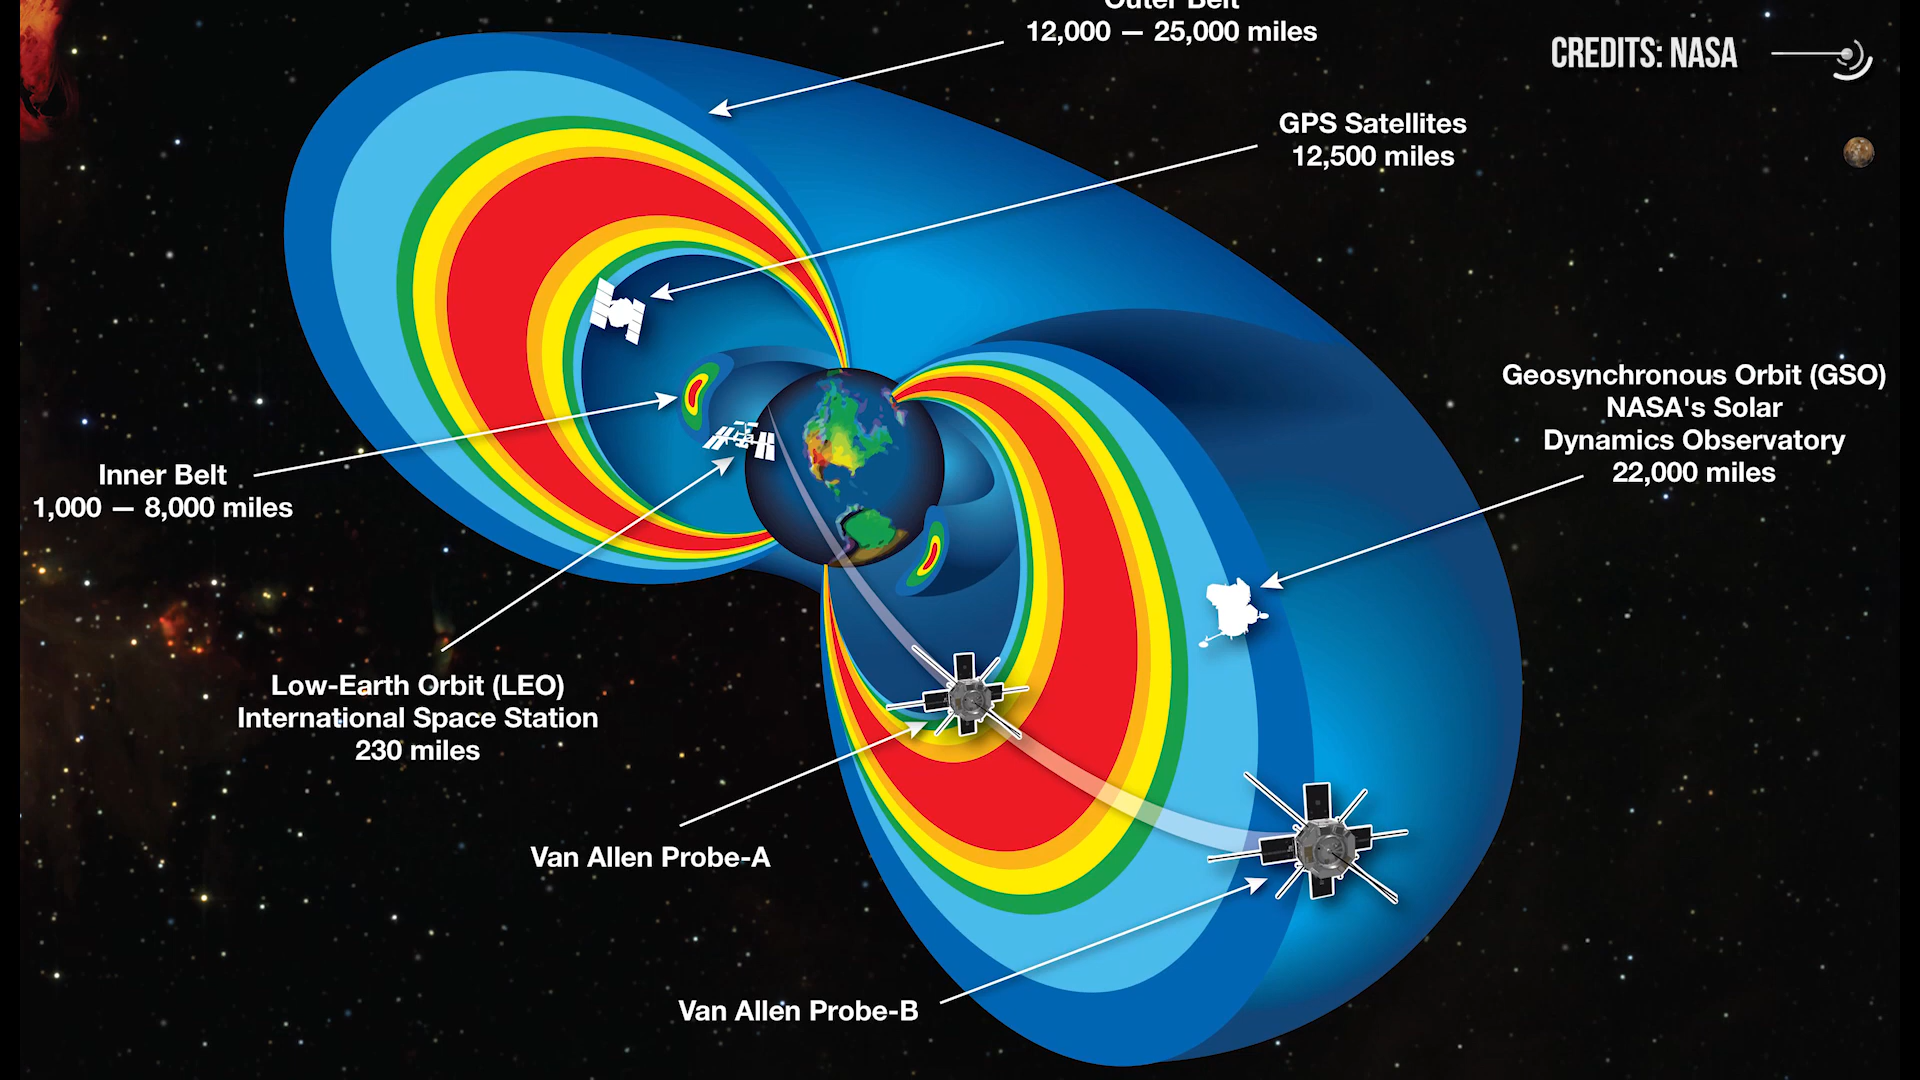 Outer Belt
12,000 — 25,000 miles
CREDITS: NASA
GPS Satellites
12,500 miles
Geosynchronous Orbit (GSO)
NASA's Solar
Dynamics Observatory
22,000 miles
Inner Belt
1,000 — 8,000 miles
Low-Earth Orbit (LEO)
International Space Station
230 miles
Van Allen Probe-A
Van Allen Probe-B